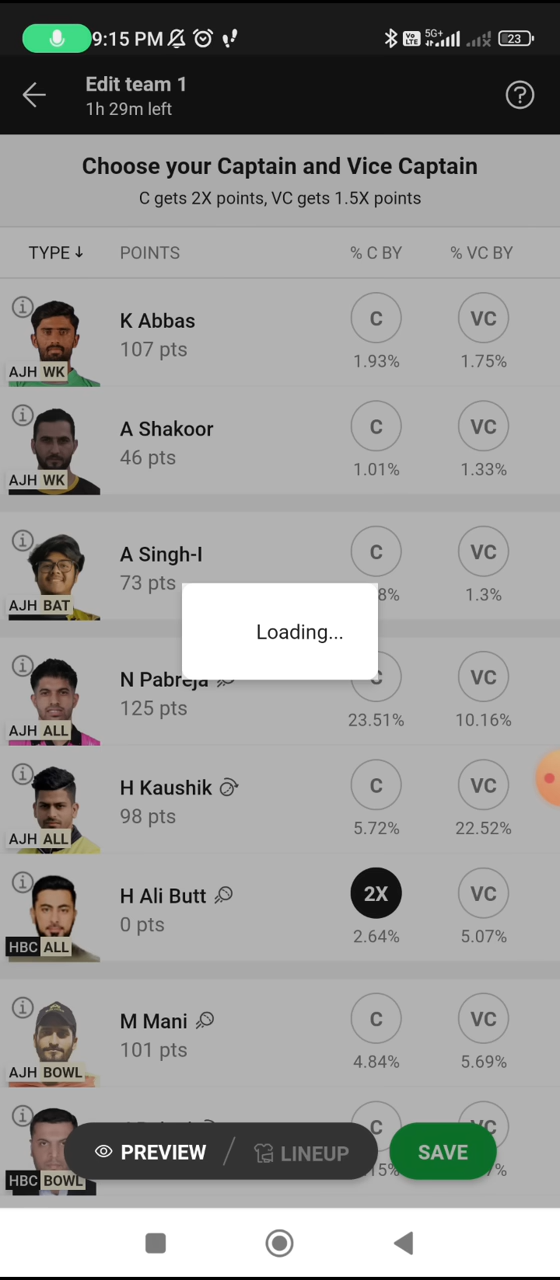 9:15 PM
Vo LTE 5G+ 23
Edit team 1
1h 29m left
Choose your Captain and Vice Captain
C gets 2X points, VC gets 1.5X points
TYPE ↓ POINTS % C BY % VC BY
K Abbas C VC
107 pts
AJH WK 1.93% 1.75%
A Shakoor C VC
46 pts
AJH WK 1.01% 1.33%
A Singh-I C VC
73 pts
AJH BAT 8% 1.3%
Loading...
N Pabreja C VC
125 pts
AJH ALL 23.51% 10.16%
H Kaushik C VC
98 pts
AJH ALL 5.72% 22.52%
H Ali Butt 2X VC
0 pts
HBC ALL 2.64% 5.07%
M Mani C VC
101 pts
AJH BOWL 4.84% 5.69%
C VC
PREVIEW / LINEUP SAVE
HBC BOWL 15% %